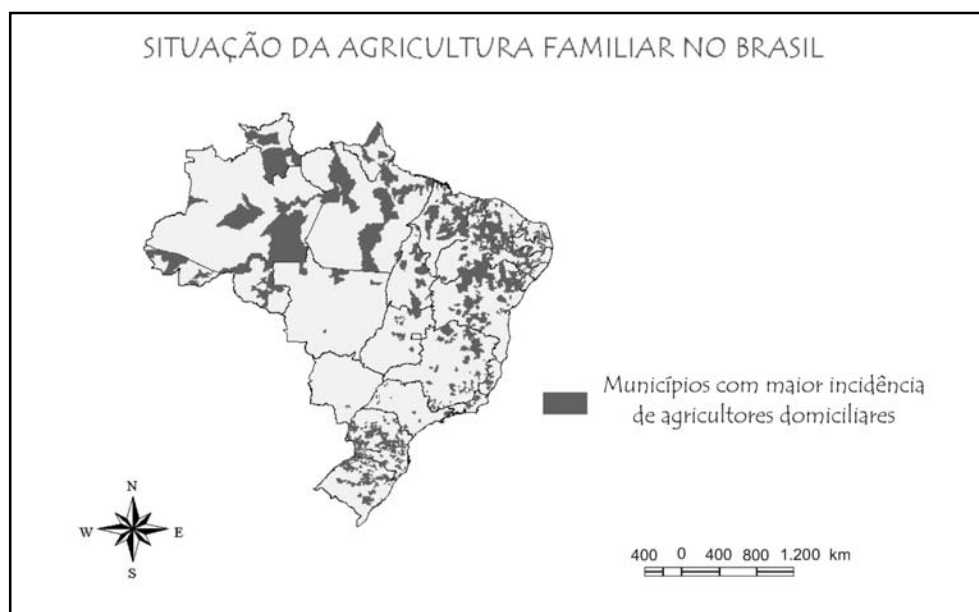 SITUAÇÃO DA AGRICULTURA FAMILIAR NO BRASIL
Municípios com maior incidência
de agricultores domiciliares
N
W E
S
400 0 400 800 1.200 km